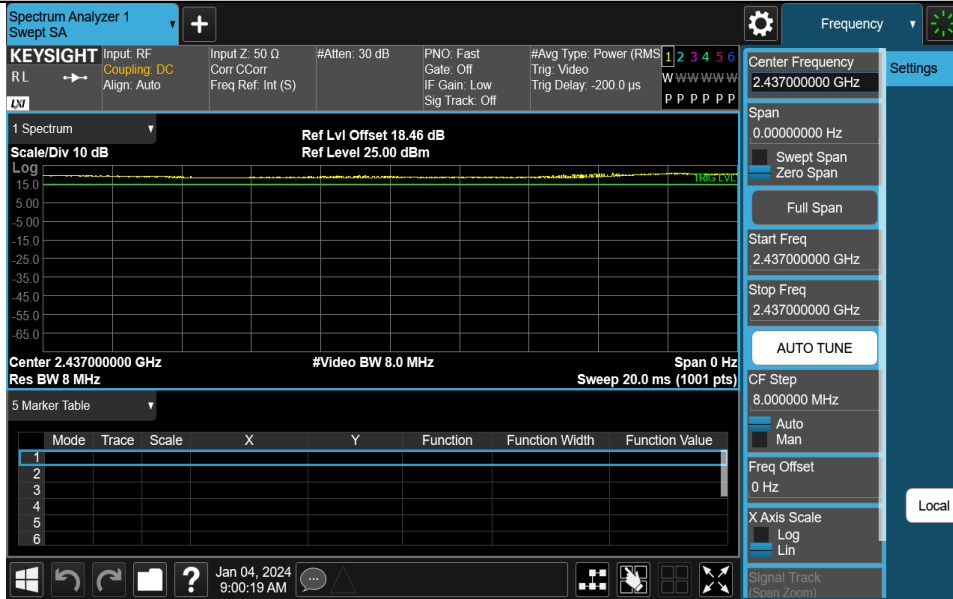 Spectrum Analyzer 1
Swept SA
+
Frequency
KEYSIGHT
R L
LXI
Input: RF
Coupling: DC
Align: Auto
Input Z: 50 Ω
Corr CCorr
Freq Ref: Int (S)
#Atten: 30 dB
PNO: Fast
Gate: Off
IF Gain: Low
Sig Track: Off
#Avg Type: Power (RMS
Trig: Video
Trig Delay: -200.0 µs
1 2 3 4 5 6
W W W W W W
P P P P P P
1 Spectrum
Scale/Div 10 dB
Ref Lvl Offset 18.46 dB
Ref Level 25.00 dBm
Log
15.0
5.00
-5.00
-15.0
-25.0
-35.0
-45.0
-55.0
-65.0
TRIG LVL
Center 2.437000000 GHz
#Video BW 8.0 MHz
Span 0 Hz
Res BW 8 MHz
Sweep 20.0 ms (1001 pts)
5 Marker Table
Mode Trace Scale X Y Function Function Width Function Value
1
2
3
4
5
6
Jan 04, 2024
9:00:19 AM
?
Center Frequency
2.437000000 GHz
Span
0.00000000 Hz
Swept Span
Zero Span
Full Span
Start Freq
2.437000000 GHz
Stop Freq
2.437000000 GHz
AUTO TUNE
CF Step
8.000000 MHz
Auto
Man
Freq Offset
0 Hz
X Axis Scale
Log
Lin
Signal Track
(Span Zoom)
Settings
Local